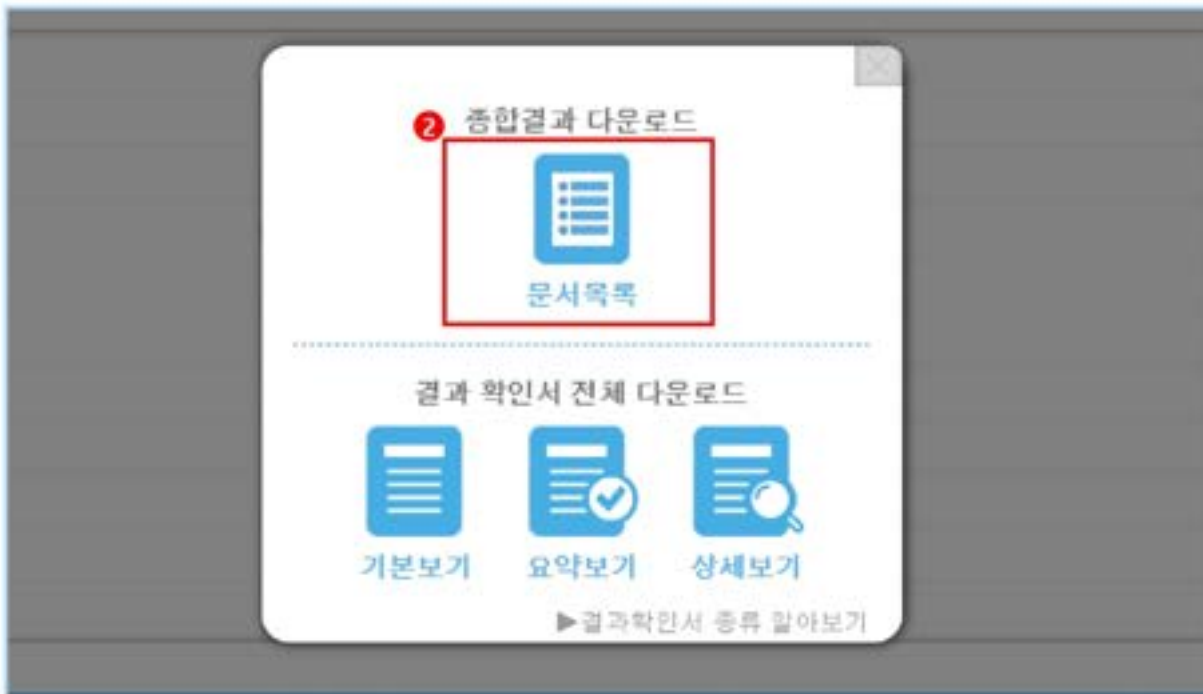 2 종합결과 다운로드
문서목록
결과 확인서 전체 다운로드
기본보기 요약보기 상세보기
▶결과확인서 종류 알아보기